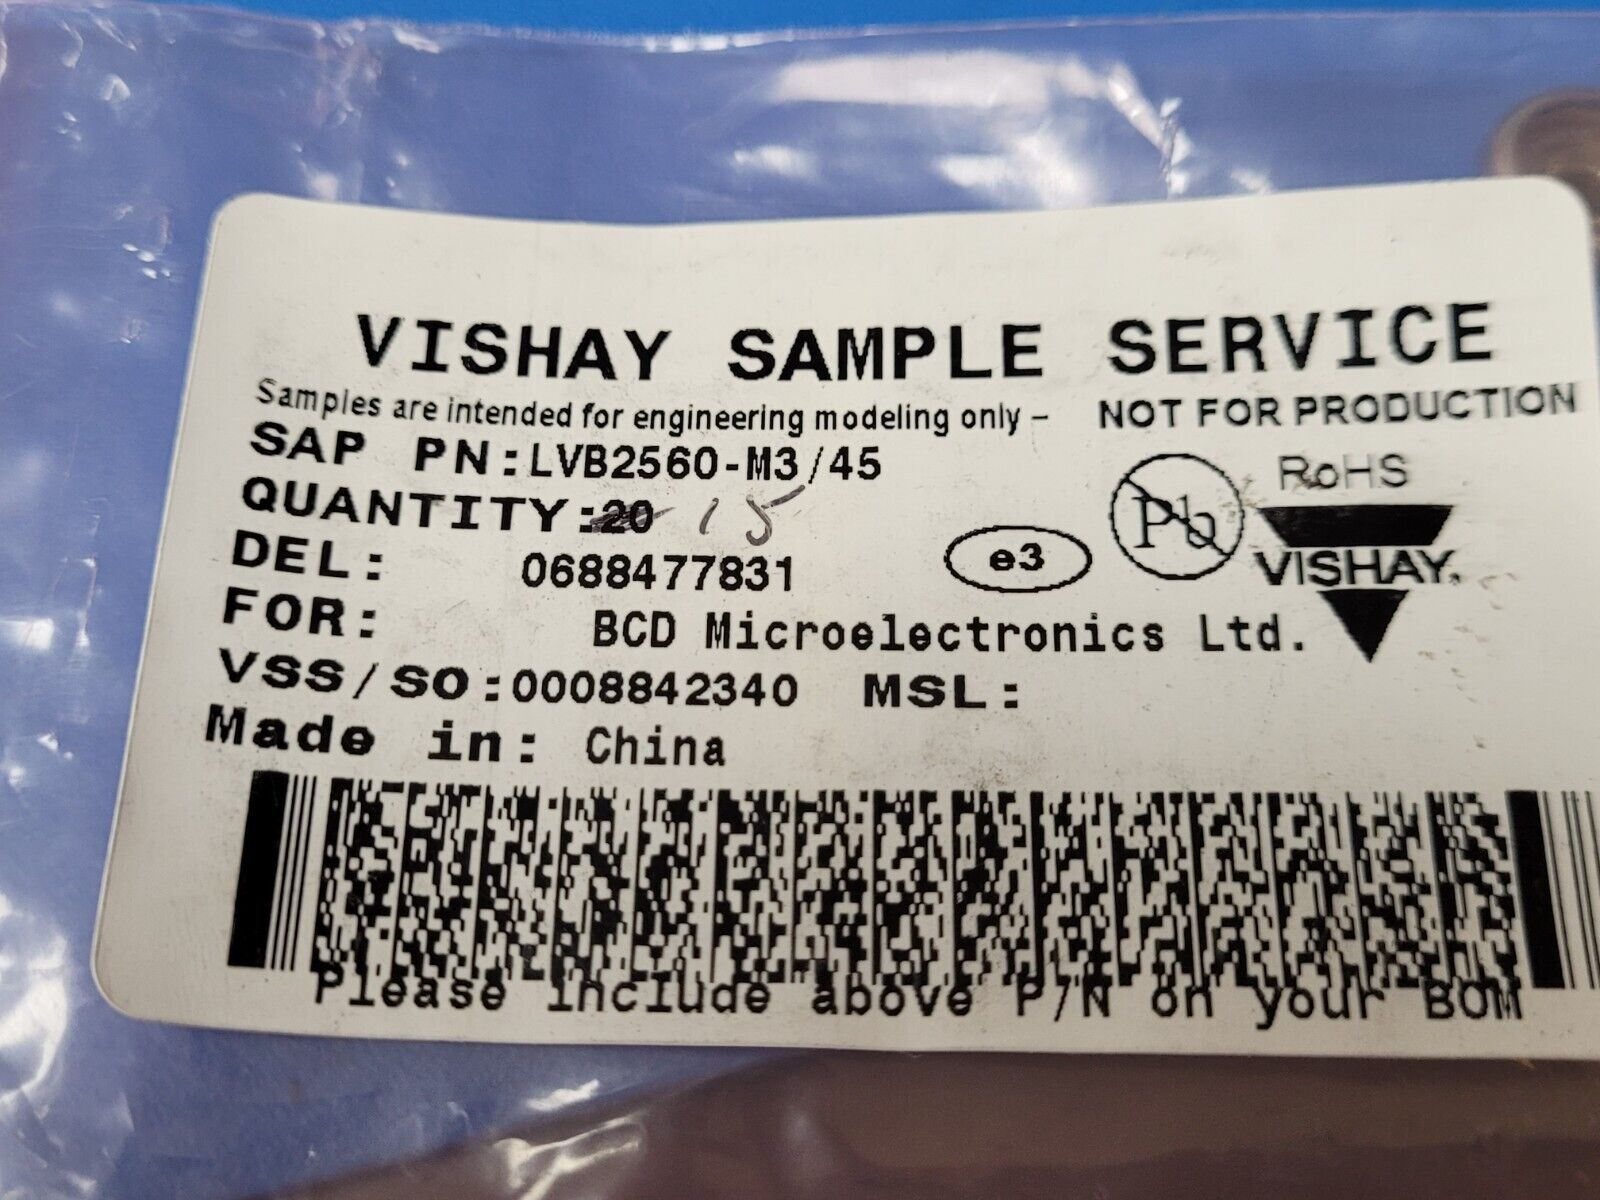 VISHAY SAMPLE SERVICE
Samples are intended for engineering modeling only - NOT FOR PRODUCTION
SAP PN:LVB2560-M3/45
RoHS
QUANTITY:20 15
Pb
e3
VISHAY.
DEL: 0688477831
FOR: BCD Microelectronics Ltd.
VSS/SO:0008842340 MSL:
Made in: China
Please include above P/N on your BOM